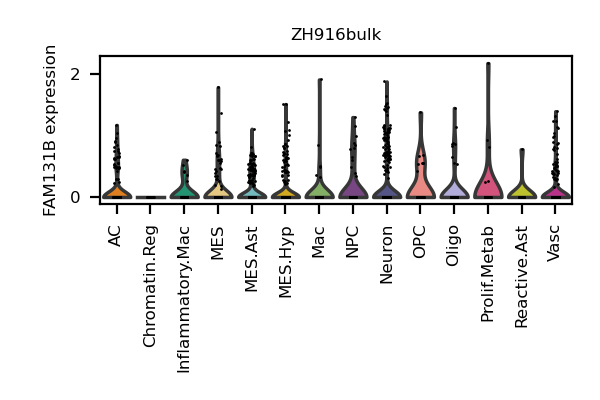 ZH916bulk
FAM131B expression
2
0
AC
Chromatin.Reg
Inflammatory.Mac
MES
MES.Ast
MES.Hyp
Mac
NPC
Neuron
OPC
Oligo
Prolif.Metab
Reactive.Ast
Vasc